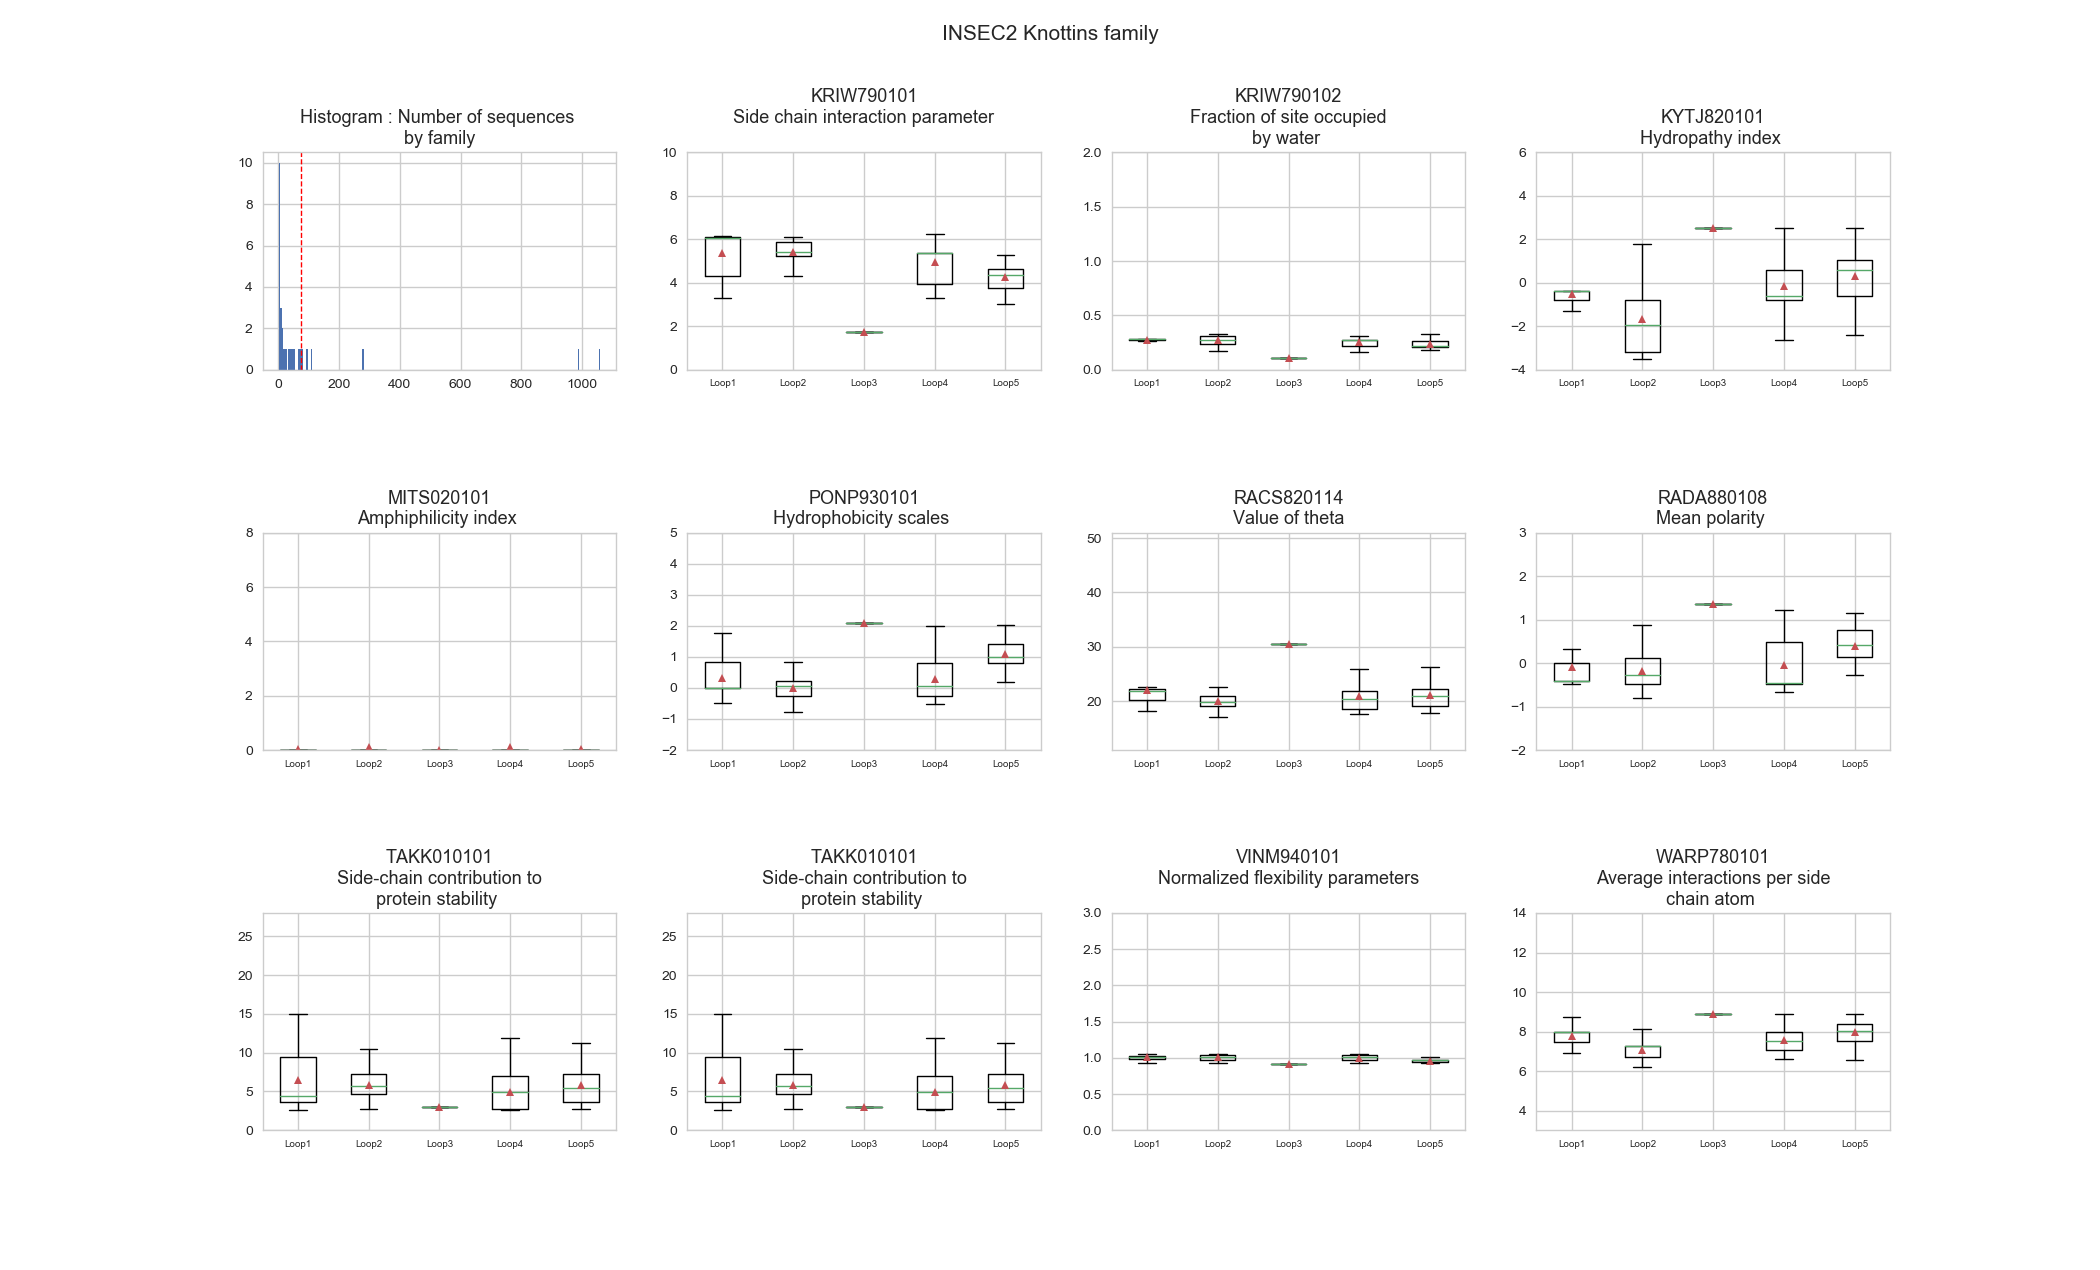 INSEC2 Knottins family
Histogram : Number of sequences
by family
10
8
6
4
2
0
0 200 400 600 800 1000
KRIW790101
Side chain interaction parameter
10
8
6
4
2
0
Loop1 Loop2 Loop3 Loop4 Loop5
KRIW790102
Fraction of site occupied
by water
2.0
1.5
1.0
0.5
0.0
Loop1 Loop2 Loop3 Loop4 Loop5
KYTJ820101
Hydropathy index
6
4
2
0
−2
−4
Loop1 Loop2 Loop3 Loop4 Loop5
MITS020101
Amphiphilicity index
8
6
4
2
0
Loop1 Loop2 Loop3 Loop4 Loop5
PONP930101
Hydrophobicity scales
5
4
3
2
1
0
−1
−2
Loop1 Loop2 Loop3 Loop4 Loop5
RACS820114
Value of theta
50
40
30
20
Loop1 Loop2 Loop3 Loop4 Loop5
RADA880108
Mean polarity
3
2
1
0
−1
−2
Loop1 Loop2 Loop3 Loop4 Loop5
TAKK010101
Side-chain contribution to
protein stability
25
20
15
10
5
0
Loop1 Loop2 Loop3 Loop4 Loop5
TAKK010101
Side-chain contribution to
protein stability
25
20
15
10
5
0
Loop1 Loop2 Loop3 Loop4 Loop5
VINM940101
Normalized flexibility parameters
3.0
2.5
2.0
1.5
1.0
0.5
0.0
Loop1 Loop2 Loop3 Loop4 Loop5
WARP780101
Average interactions per side
chain atom
14
12
10
8
6
4
Loop1 Loop2 Loop3 Loop4 Loop5